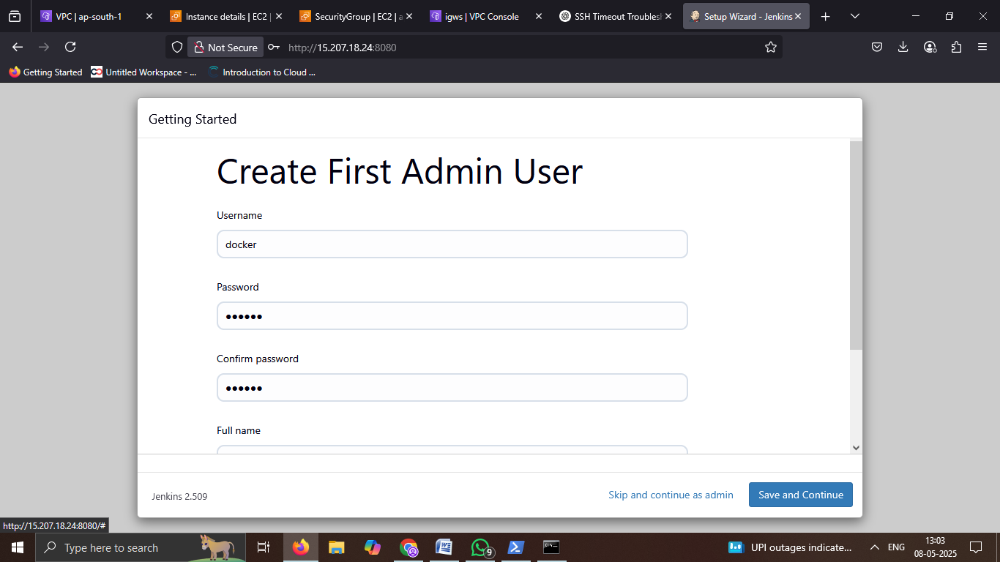 VPC | ap-south-1
Instance details | EC2 |
SecurityGroup | EC2 | a
igws | VPC Console
SSH Timeout Troubles
Setup Wizard - Jenkins
Not Secure
http://15.207.18.24:8080
Getting Started
Untitled Workspace - ...
Introduction to Cloud ...
Getting Started
Create First Admin User
Username
docker
Password
••••••
Confirm password
••••••
Full name
Jenkins 2.509
Skip and continue as admin
Save and Continue
http://15.207.18.24:8080/#
Type here to search
9
UPI outages indicate...
ENG
13:03
08-05-2025